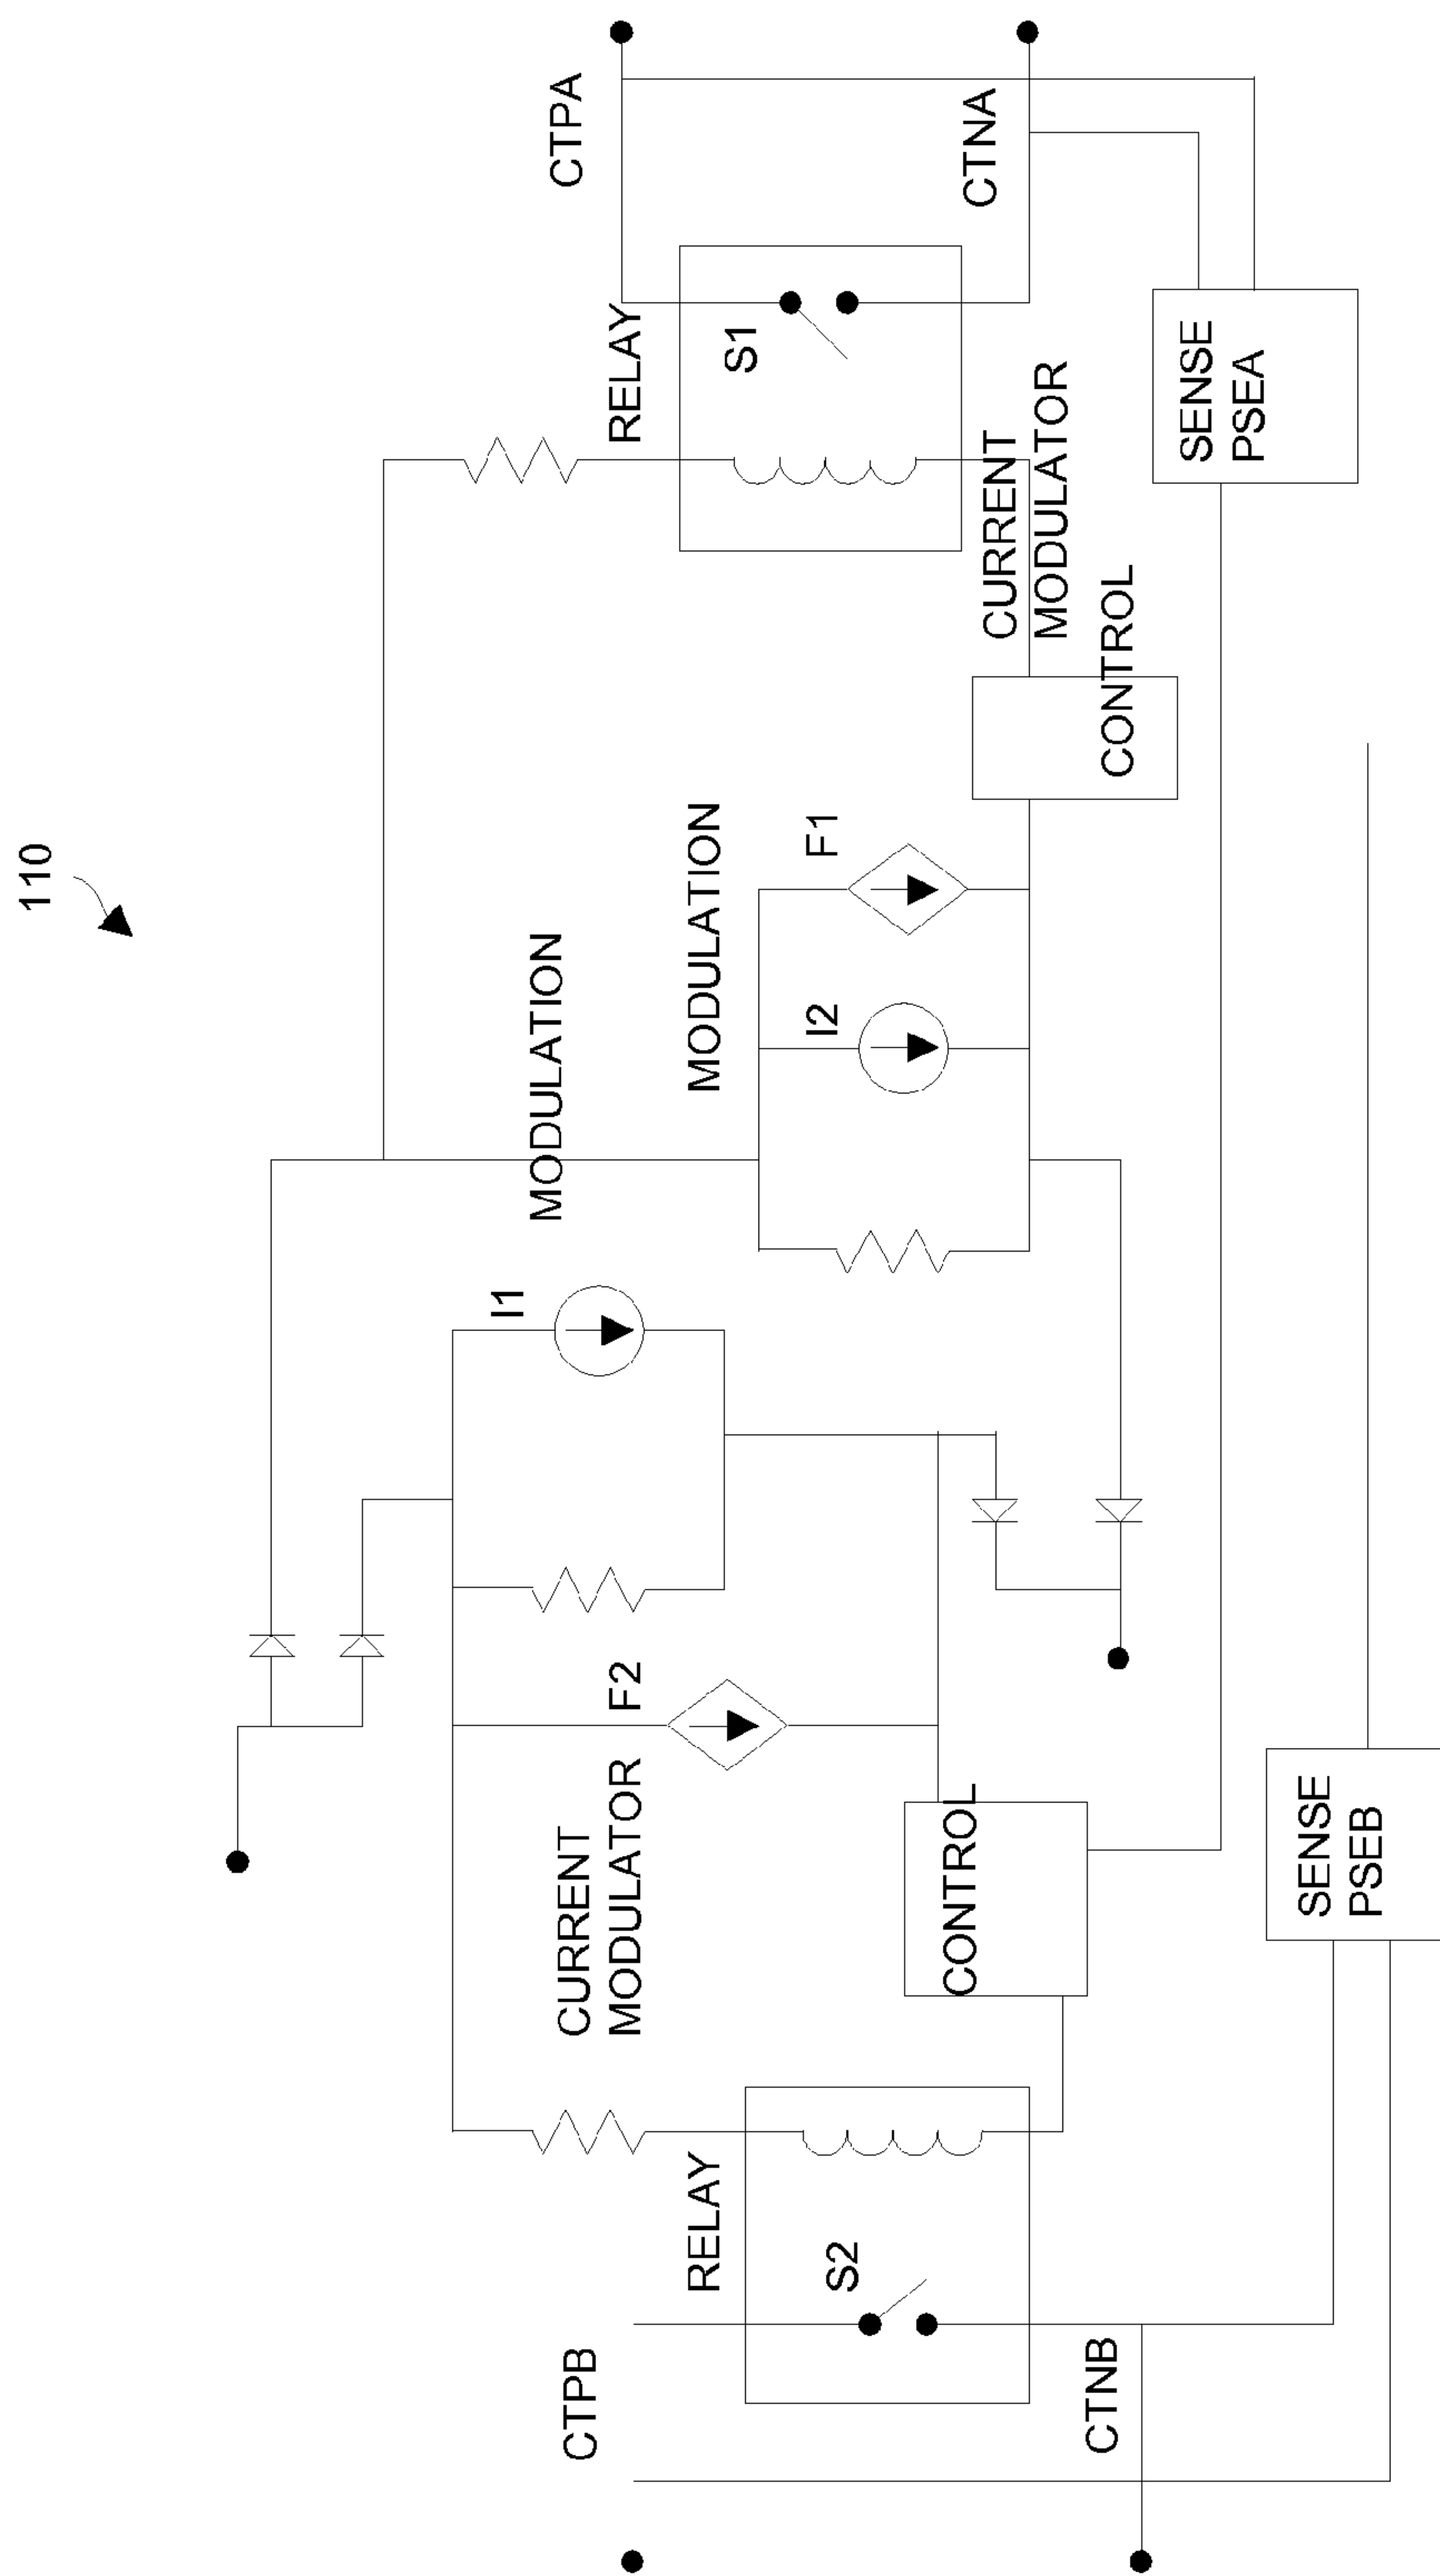 110
CTPA
CTNA
RELAY
S1
CURRENT
MODULATOR
CONTROL
SENSE
PSEA
MODULATION
MODULATION
F1
I2
I1
F2
CURRENT
MODULATOR
CONTROL
SENSE
PSEB
RELAY
S2
CTPB
CTNB